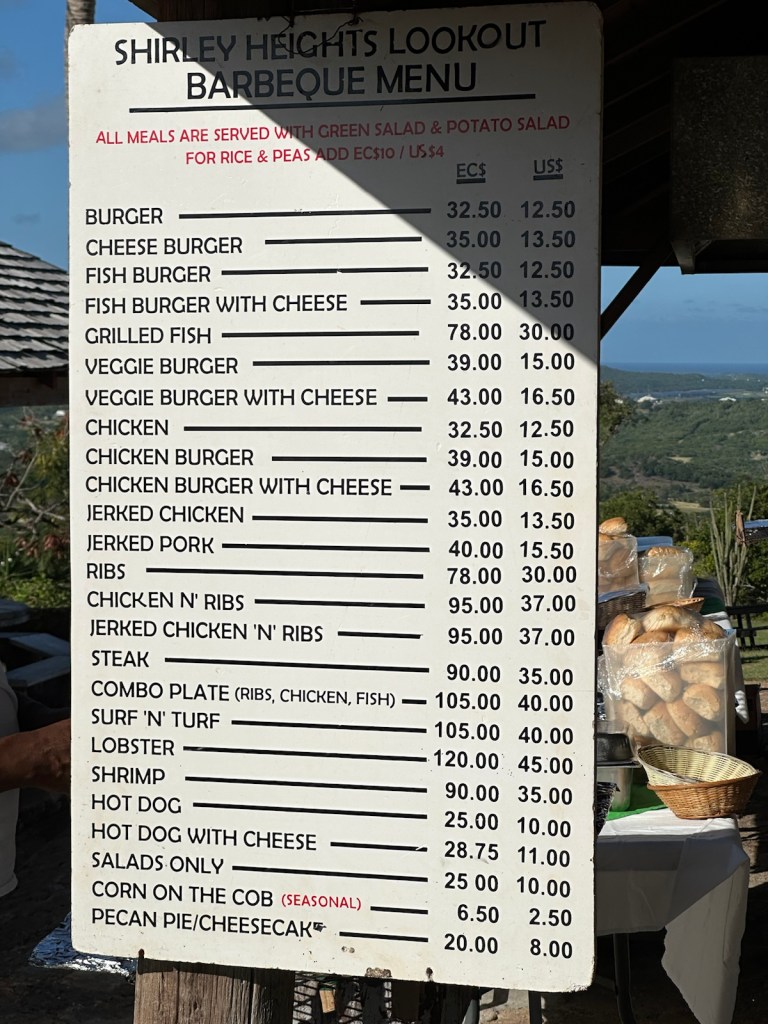 SHIRLEY HEIGHTS LOOKOUT
BARBEQUE MENU
ALL MEALS ARE SERVED WITH GREEN SALAD & POTATO SALAD
FOR RICE & PEAS ADD EC$10 / US$4
EC$ US$
BURGER 32.50 12.50
CHEESE BURGER 35.00 13.50
FISH BURGER 32.50 12.50
FISH BURGER WITH CHEESE 35.00 13.50
GRILLED FISH 78.00 30.00
VEGGIE BURGER 39.00 15.00
VEGGIE BURGER WITH CHEESE 43.00 16.50
CHICKEN 32.50 12.50
CHICKEN BURGER 39.00 15.00
CHICKEN BURGER WITH CHEESE 43.00 16.50
JERKED CHICKEN 35.00 13.50
JERKED PORK 40.00 15.50
RIBS 78.00 30.00
CHICKEN N' RIBS 95.00 37.00
JERKED CHICKEN 'N' RIBS 95.00 37.00
STEAK 90.00 35.00
COMBO PLATE (RIBS, CHICKEN, FISH) 105.00 40.00
SURF 'N' TURF 105.00 40.00
LOBSTER 120.00 45.00
SHRIMP 90.00 35.00
HOT DOG 25.00 10.00
HOT DOG WITH CHEESE 28.75 11.00
SALADS ONLY 25 00 10.00
CORN ON THE COB (SEASONAL) 6.50 2.50
PECAN PIE/CHEESECAKE 20.00 8.00